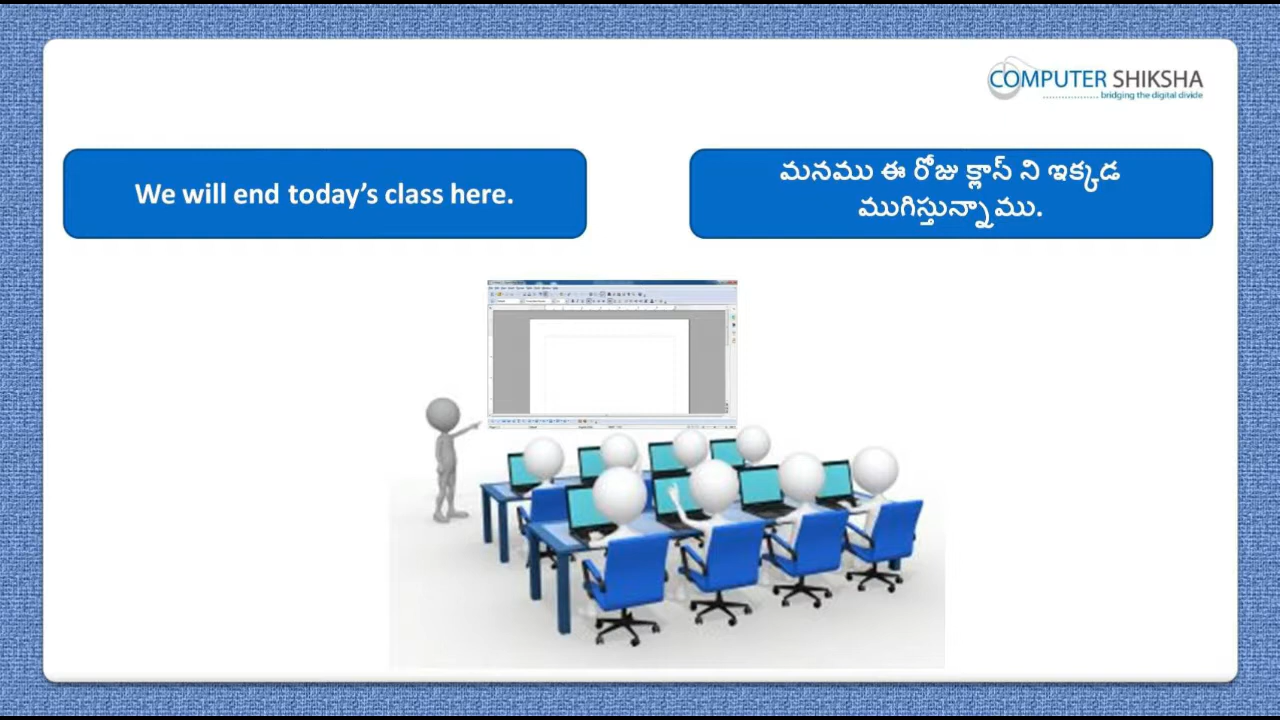 COMPUTER SHIKSHA
bridging the digital divide
We will end today’s class here.
మనము ఈ రోజు క్లాస్ ని ఇక్కడ
ముగిస్తున్నాము.